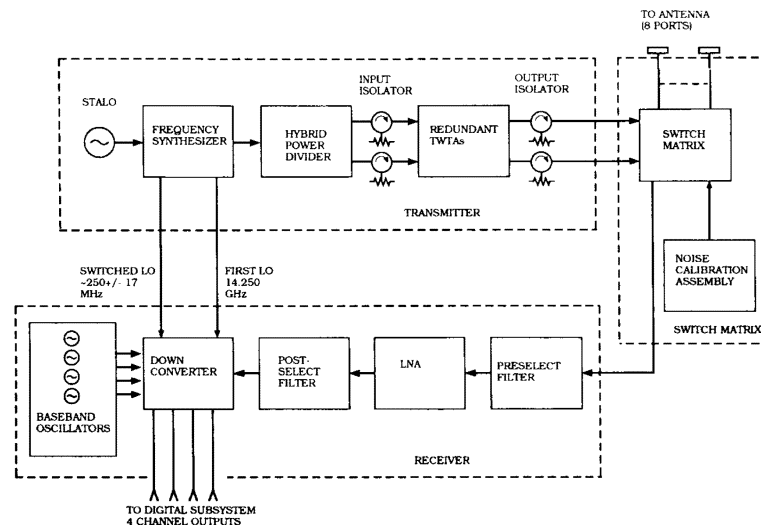 TO ANTENNA
(8 PORTS)
INPUT
ISOLATOR
OUTPUT
ISOLATOR
STALO
FREQUENCY
SYNTHESIZER
HYBRID
POWER
DIVIDER
REDUNDANT
TWTAs
SWITCH
MATRIX
TRANSMITTER
NOISE
CALIBRATION
ASSEMBLY
SWITCH MATRIX
SWITCHED LO
~250+/- 17
MHz
FIRST LO
14.250
GHz
DOWN
CONVERTER
POST-
SELECT
FILTER
LNA
PRESELECT
FILTER
BASEBAND
OSCILLATORS
RECEIVER
TO DIGITAL SUBSYSTEM
4 CHANNEL OUTPUTS